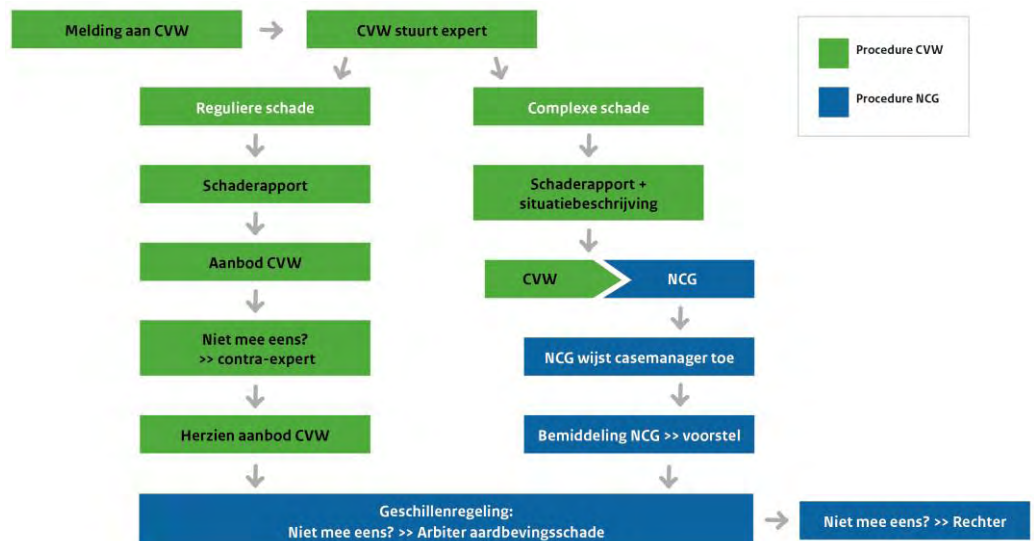 Melding aan CVW
CVW stuurt expert
Procedure CVW
Procedure NCG
Reguliere schade
Complexe schade
Schaderapport
Schaderapport +
situatiebeschrijving
Aanbod CVW
CVW
NCG
Niet mee eens?
>> contra-expert
NCG wijst casemanager toe
Herzien aanbod CVW
Bemiddeling NCG >> voorstel
Geschillenregeling:
Niet mee eens? >> Arbiter aardbevingsschade
Niet mee eens? >> Rechter